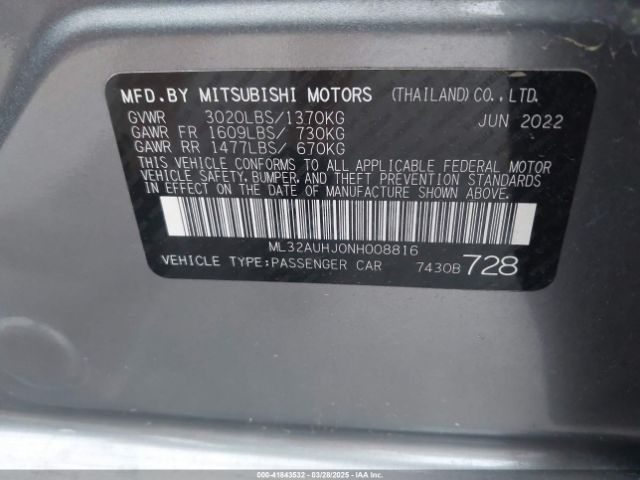 MFD.BY MITSUBISHI MOTORS (THAILAND)CO.,LTD.
GVWR 3020LBS/1370KG JUN 2022
GAWR FR 1609LBS/ 730KG
GAWR RR 1477LBS/ 670KG
THIS VEHICLE CONFORMS TO ALL APPLICABLE FEDERAL MOTOR
VEHICLE SAFETY, BUMPER, AND THEFT PREVENTION STANDARDS
IN EFFECT ON THE DATE OF MANUFACTURE SHOWN ABOVE.
ML32AUHJ0NH008816
VEHICLE TYPE:PASSENGER CAR 7430B 728
000-41843532 - 03/28/2025 - IAAI.COM